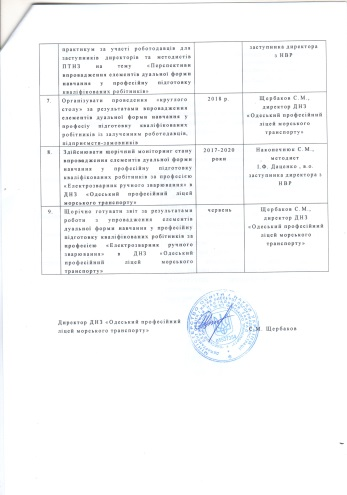 практикум за участі роботодавців для
заступників директорів та методистів
ПТНЗ на тему «Перспективи
впровадження елементів дуальної форми
навчання у професійну підготовку
кваліфікованих робітників»
заступника директора
з НВР
7.
Організувати проведення «круглого
столу» за результатами впровадження
елементів дуальної форми навчання у
професію підготовку кваліфікованих
робітників із залученням роботодавців,
підприємств-замовників
2018 р.
Щербаков С.М.,
директор ДНЗ
«Одеський професійний
ліцей морського
транспорту»
8.
Здійснювати щорічний моніторинг стану
впровадження елементів дуальної форми
навчання у професійну підготовку
кваліфікованих робітників за професією
«Електрозварник ручного зварювання» в
ДНЗ «Одеський професійний ліцей
морського транспорту»
2017-2020
роки
Наконечнюк С.М.,
методист
І.Ф. Даценко, в.о.
заступника директора з
НВР
9.
Щорічно готувати звіт за результатами
роботи з упровадження елементів
дуальної форми навчання у професійну
підготовку кваліфікованих робітників за
професією «Електрозварник ручного
зварювання» в ДНЗ «Одеський
професійний ліцей морського
транспорту»
червень
Щербаков С.М.,
директор ДНЗ
«Одеський професійний
ліцей морського
транспорту»
Директор ДНЗ «Одеський професійний
ліцей морського транспорту»
С.М. Щербаков